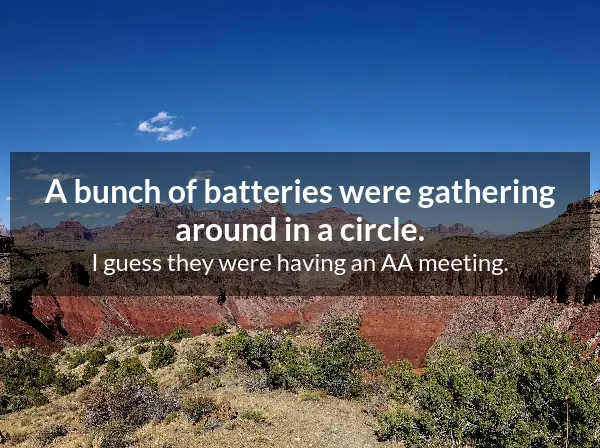 A bunch of batteries were gathering
around in a circle.
I guess they were having an AA meeting.